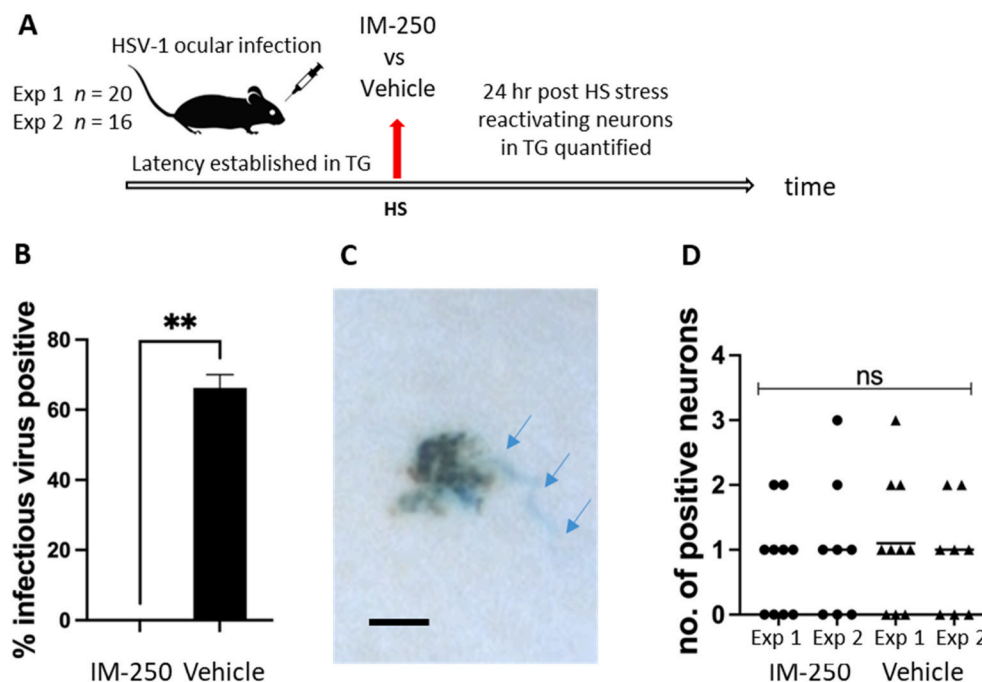 A
HSV-1 ocular infection
Exp 1 n = 20
Exp 2 n = 16
IM-250
vs
Vehicle
24 hr post HS stress
reactivating neurons
in TG quantified
Latency established in TG
time
HS
B
% infectious virus positive
80
60
40
20
0
**
IM-250 Vehicle
C
D
no. of positive neurons
4
3
2
1
0
ns
Exp 1 Exp 2 Exp 1 Exp 2
IM-250 Vehicle